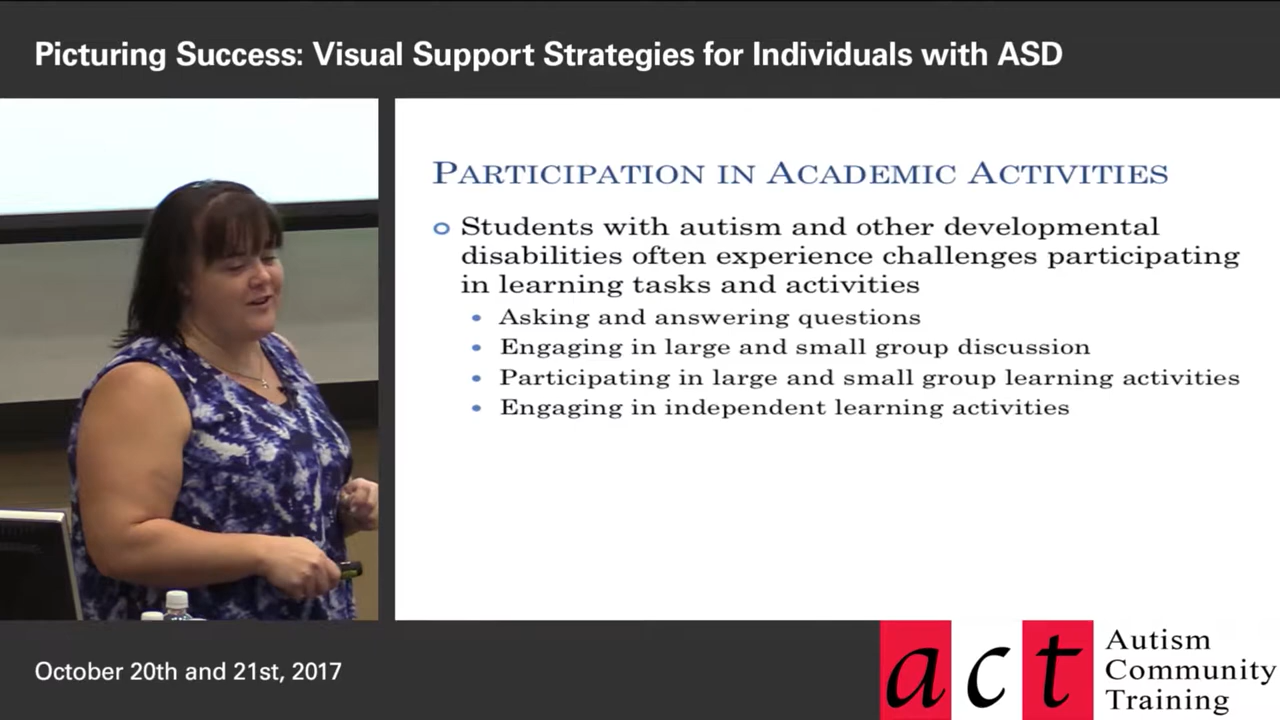 Picturing Success: Visual Support Strategies for Individuals with ASD
PARTICIPATION IN ACADEMIC ACTIVITIES
Students with autism and other developmental
disabilities often experience challenges participating
in learning tasks and activities
• Asking and answering questions
• Engaging in large and small group discussion
• Participating in large and small group learning activities
• Engaging in independent learning activities
October 20th and 21st, 2017
act
Autism
Community
Training